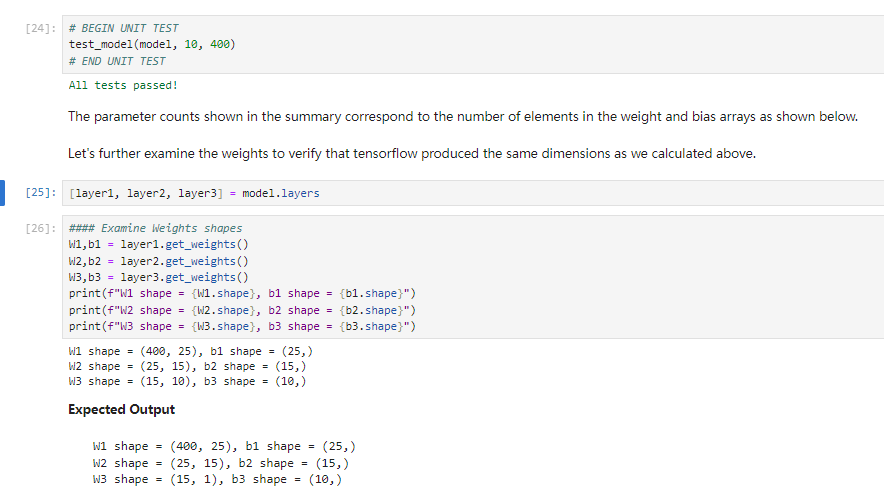 [24]: # BEGIN UNIT TEST
test_model(model, 10, 400)
# END UNIT TEST
All tests passed!
The parameter counts shown in the summary correspond to the number of elements in the weight and bias arrays as shown below.
Let's further examine the weights to verify that tensorflow produced the same dimensions as we calculated above.
[25]: [layer1, layer2, layer3] = model.layers
[26]: #### Examine Weights shapes
W1,b1 = layer1.get_weights()
W2,b2 = layer2.get_weights()
W3,b3 = layer3.get_weights()
print(f"W1 shape = {W1.shape}, b1 shape = {b1.shape}")
print(f"W2 shape = {W2.shape}, b2 shape = {b2.shape}")
print(f"W3 shape = {W3.shape}, b3 shape = {b3.shape}")
W1 shape = (400, 25), b1 shape = (25,)
W2 shape = (25, 15), b2 shape = (15,)
W3 shape = (15, 10), b3 shape = (10,)
Expected Output
W1 shape = (400, 25), b1 shape = (25,)
W2 shape = (25, 15), b2 shape = (15,)
W3 shape = (15, 1), b3 shape = (10,)